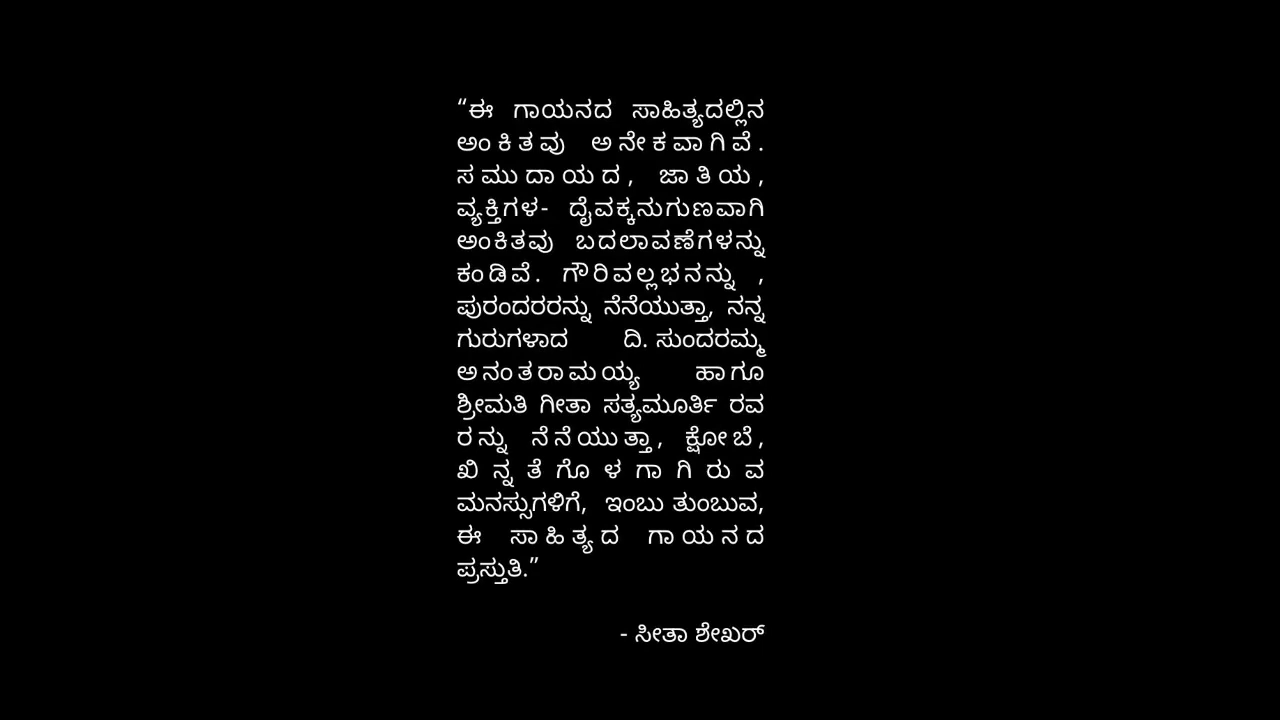 “ಈ ಗಾಯನದ ಸಾಹಿತ್ಯದಲ್ಲಿನ
ಅಂಕಿತವು ಅನೇಕವಾಗಿವೆ.
ಸಮುದಾಯದ, ಜಾತಿಯ,
ವ್ಯಕ್ತಿಗಳ- ದೈವಕ್ಕನುಗುಣವಾಗಿ
ಅಂಕಿತವು ಬದಲಾವಣೆಗಳನ್ನು
ಕಂಡಿವೆ. ಗೌರಿವಲ್ಲಭನನ್ನು ,
ಪುರಂದರರನ್ನು ನೆನೆಯುತ್ತಾ, ನನ್ನ
ಗುರುಗಳಾದ ದಿ. ಸುಂದರಮ್ಮ
ಅನಂತರಾಮಯ್ಯ ಹಾಗೂ
ಶ್ರೀಮತಿ ಗೀತಾ ಸತ್ಯಮೂರ್ತಿ ರವ
ರನ್ನು ನೆನೆಯುತ್ತಾ, ಕ್ಷೋಬೆ,
ಖಿನ್ನತೆಗೊಳಗಾಗಿರುವ
ಮನಸ್ಸುಗಳಿಗೆ, ಇಂಬು ತುಂಬುವ,
ಈ ಸಾಹಿತ್ಯದ ಗಾಯನದ
ಪ್ರಸ್ತುತಿ.”
- ಸೀತಾ ಶೇಖರ್